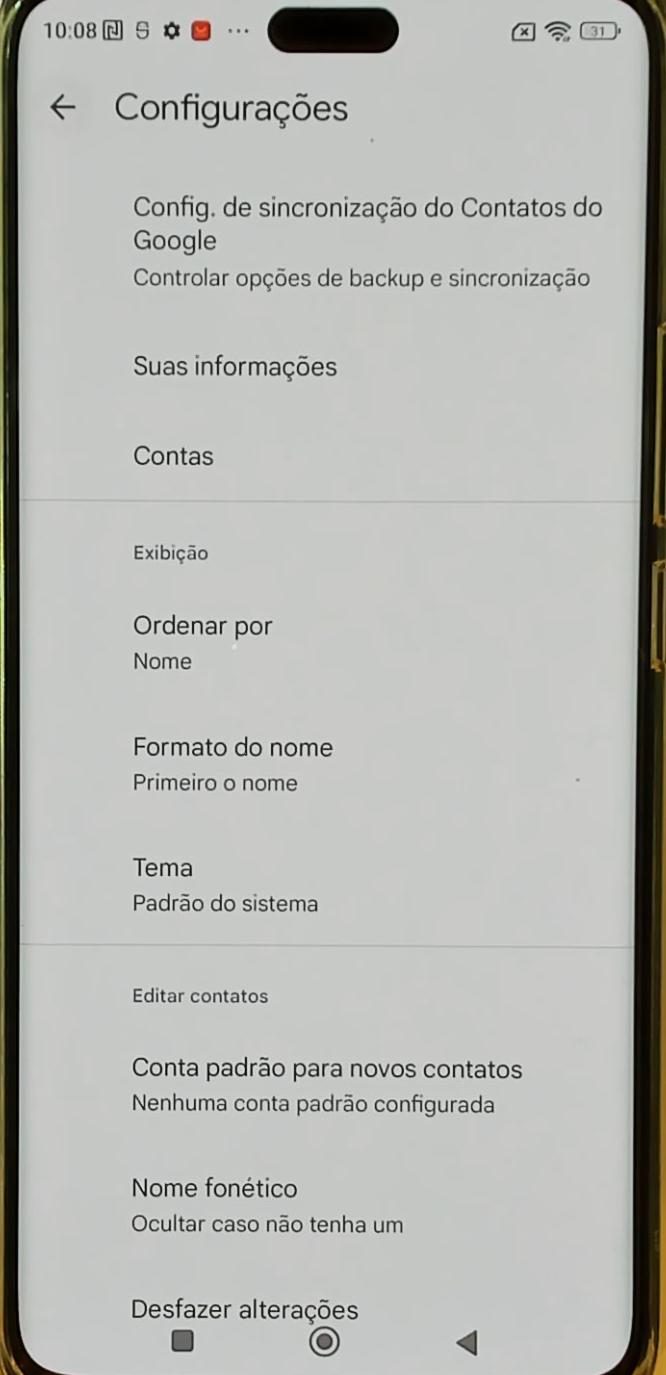 10:08
Configurações
Config. de sincronização do Contatos do
Google
Controlar opções de backup e sincronização
Suas informações
Contas
Exibição
Ordenar por
Nome
Formato do nome
Primeiro o nome
Tema
Padrão do sistema
Editar contatos
Conta padrão para novos contatos
Nenhuma conta padrão configurada
Nome fonético
Ocultar caso não tenha um
Desfazer alterações